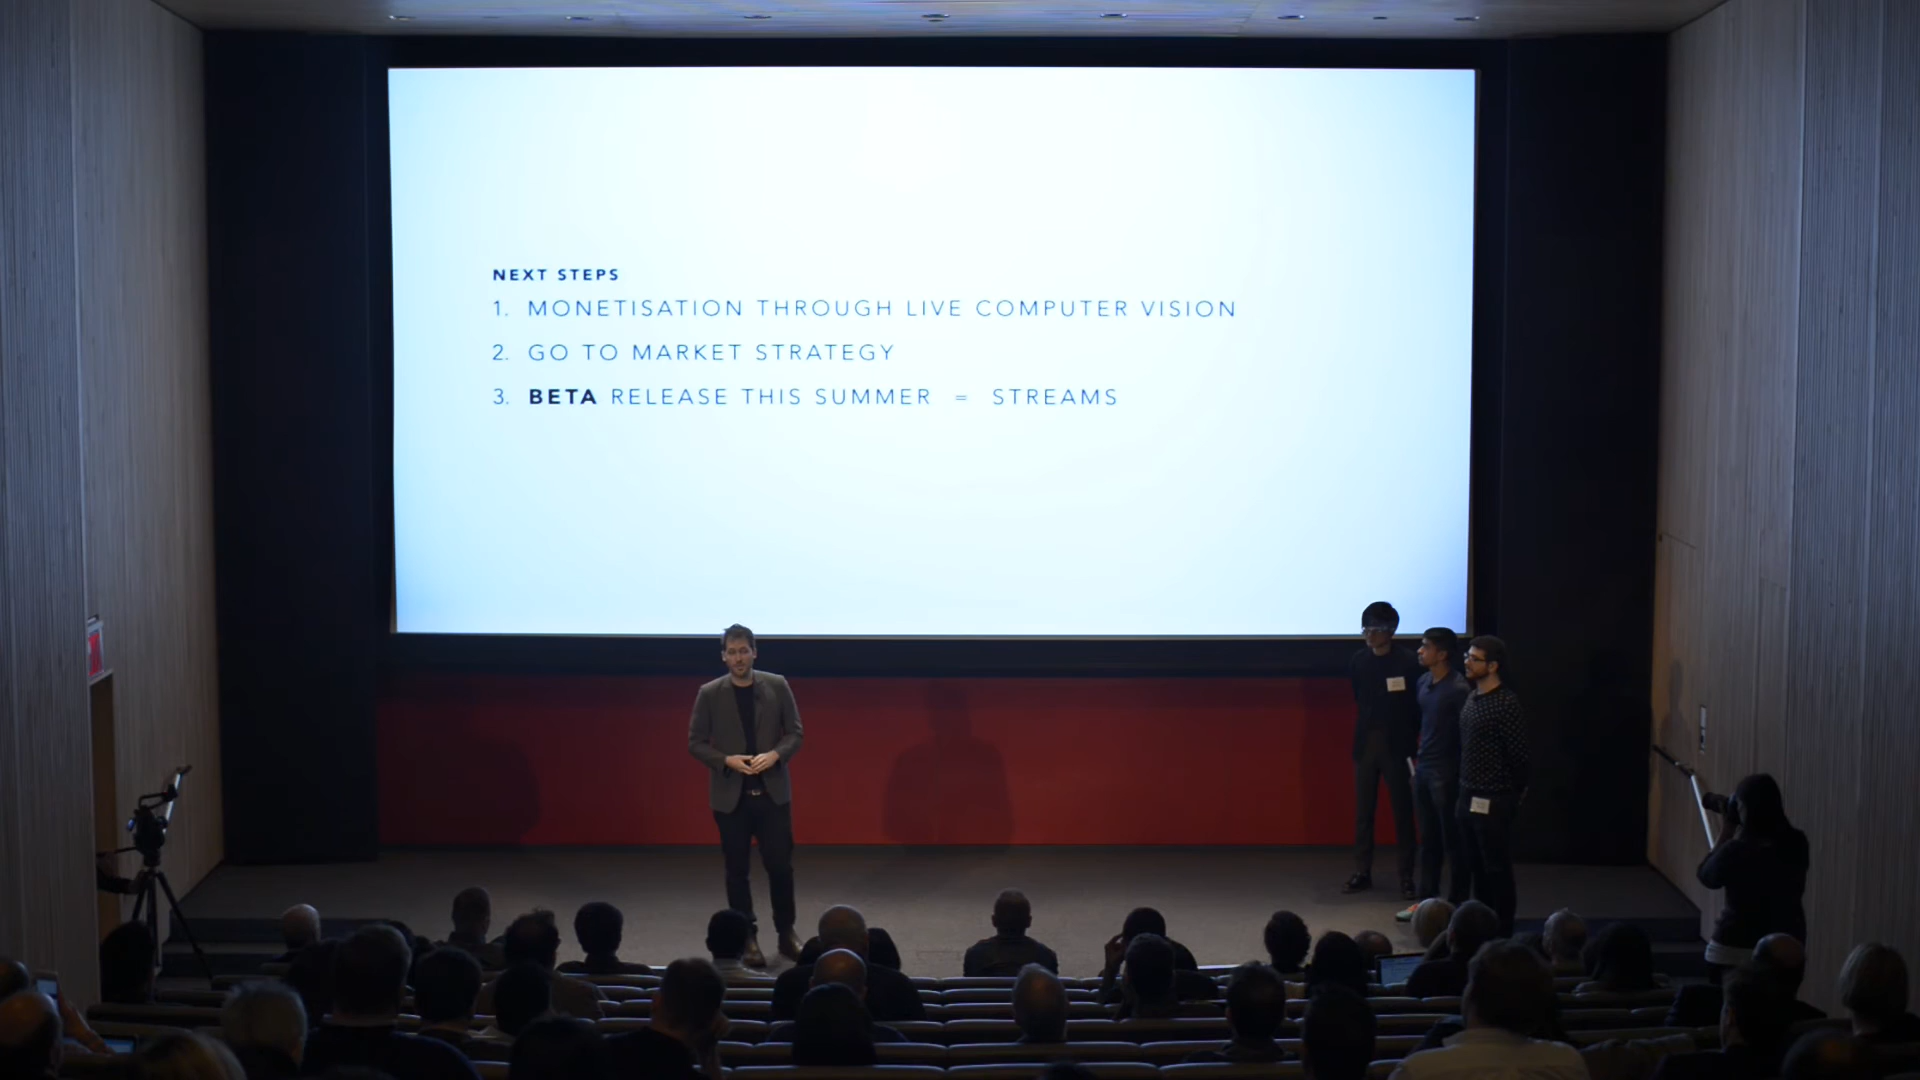 NEXT STEPS
1. MONETISATION THROUGH LIVE COMPUTER VISION
2. GO TO MARKET STRATEGY
3. BETA RELEASE THIS SUMMER = STREAMS